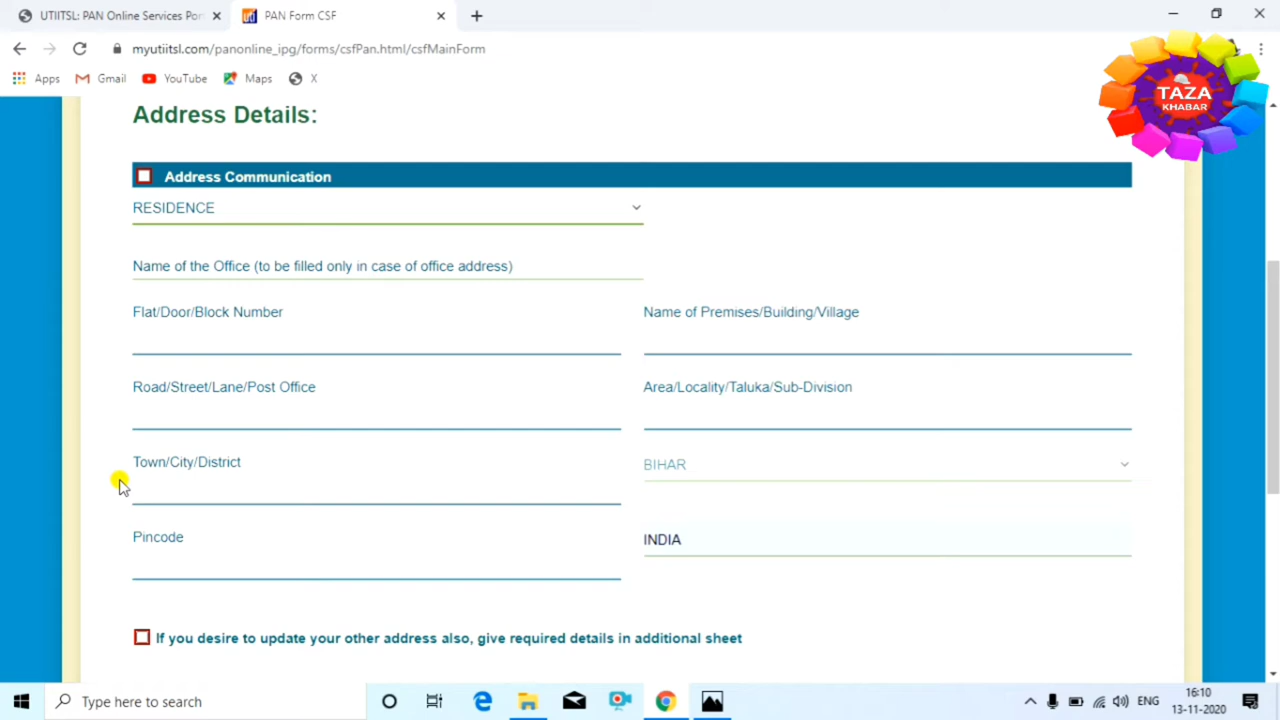 UTIITSL: PAN Online Services Por
PAN Form CSF
myutiitsl.com/panonline_ipg/forms/csfPan.html/csfMainForm
Apps Gmail YouTube Maps X
TAZA
KHABAR
Address Details:
Address Communication
RESIDENCE
Name of the Office (to be filled only in case of office address)
Flat/Door/Block Number Name of Premises/Building/Village
Road/Street/Lane/Post Office Area/Locality/Taluka/Sub-Division
Town/City/District BIHAR
Pincode INDIA
If you desire to update your other address also, give required details in additional sheet
Type here to search
ENG
16:10
13-11-2020